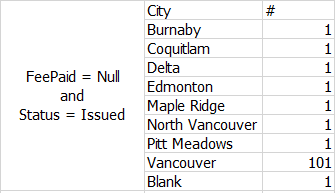 City #
Burnaby 1
Coquitlam 1
Delta 1
Edmonton 1
Maple Ridge 1
North Vancouver 1
Pitt Meadows 1
Vancouver 101
Blank 1
FeePaid = Null
and
Status = Issued